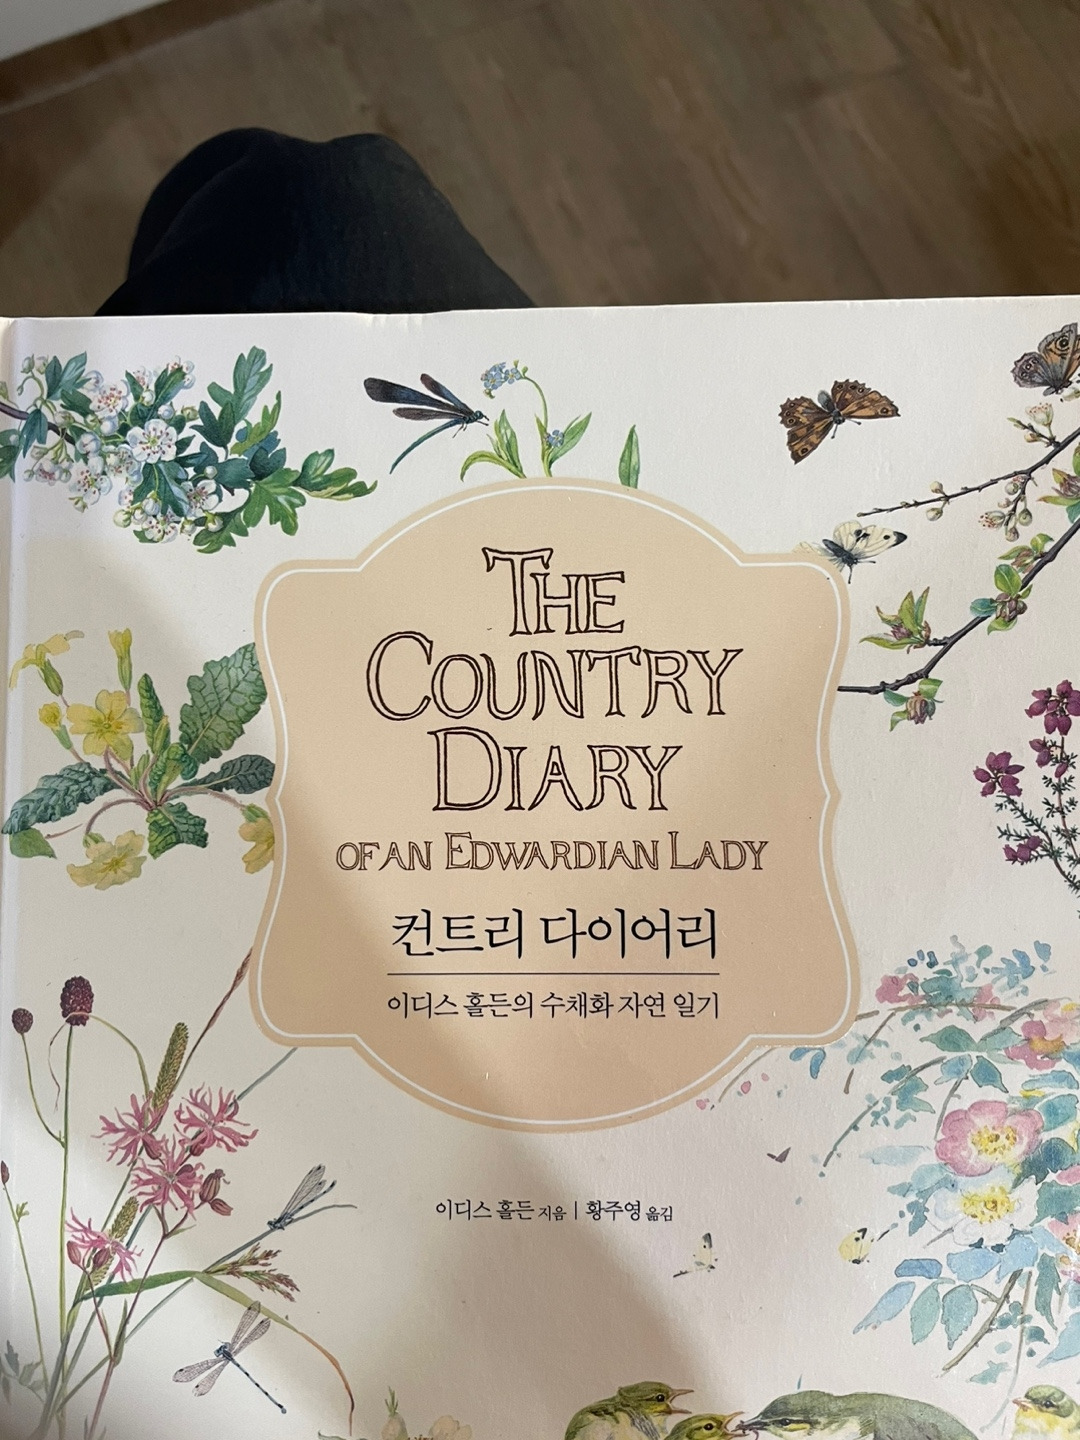 THE
COUNTRY
DIARY
OF AN EDWARDIAN LADY
컨트리 다이어리
이디스 홀든의 수채화 자연 일기
이디스 홀든 지음 | 황주영 옮김